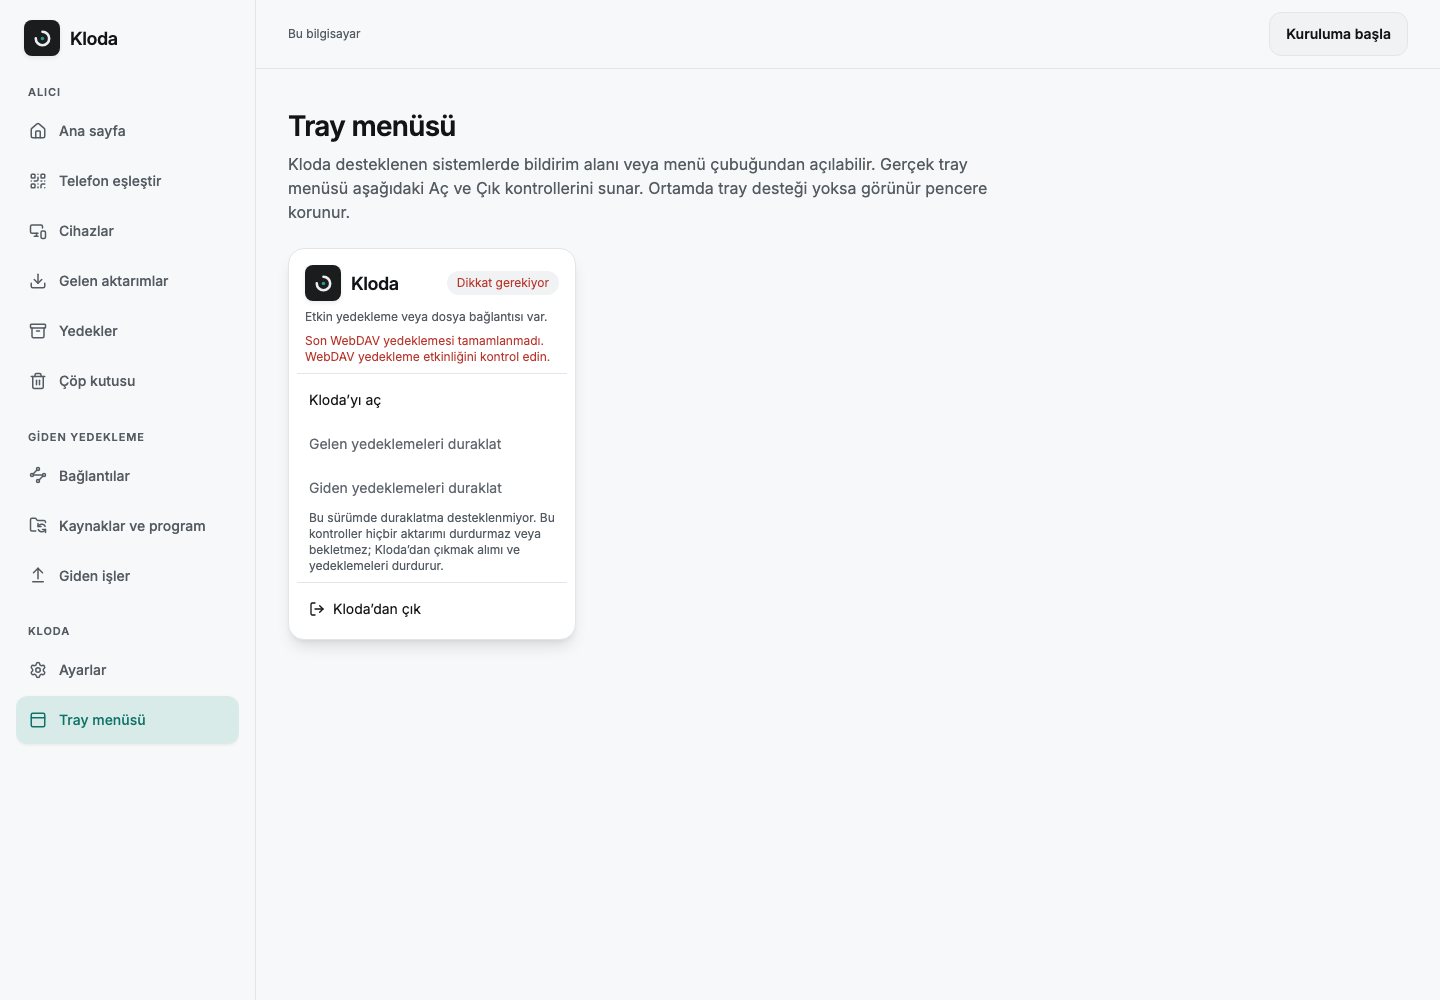 Kloda
ALICI
Ana sayfa
Telefon eşleştir
Cihazlar
Gelen aktarımlar
Yedekler
Çöp kutusu
GİDEN YEDEKLEME
Bağlantılar
Kaynaklar ve program
Giden işler
KLODA
Ayarlar
Tray menüsü
Bu bilgisayar
Kuruluma başla
Tray menüsü
Kloda desteklenen sistemlerde bildirim alanı veya menü çubuğundan açılabilir. Gerçek tray
menüsü aşağıdaki Aç ve Çık kontrollerini sunar. Ortamda tray desteği yoksa görünür pencere
korunur.
Kloda
Dikkat gerekiyor
Etkin yedekleme veya dosya bağlantısı var.
Son WebDAV yedeklemesi tamamlanmadı.
WebDAV yedekleme etkinliğini kontrol edin.
Kloda’yı aç
Gelen yedeklemeleri duraklat
Giden yedeklemeleri duraklat
Bu sürümde duraklatma desteklenmiyor. Bu
kontroller hiçbir aktarımı durdurmaz veya
bekletmez; Kloda’dan çıkmak alımı ve
yedeklemeleri durdurur.
Kloda’dan çık